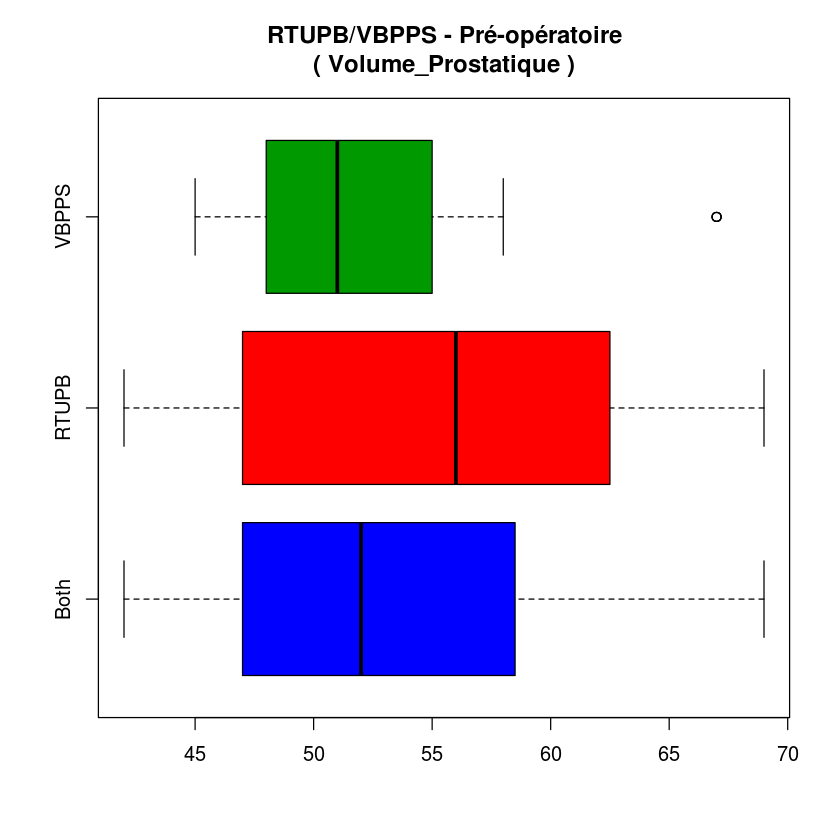 RTUPB/VBPPS - Pré-opératoire
( Volume_Prostatique )
VBPPS
RTUPB
Both
45 50 55 60 65 70